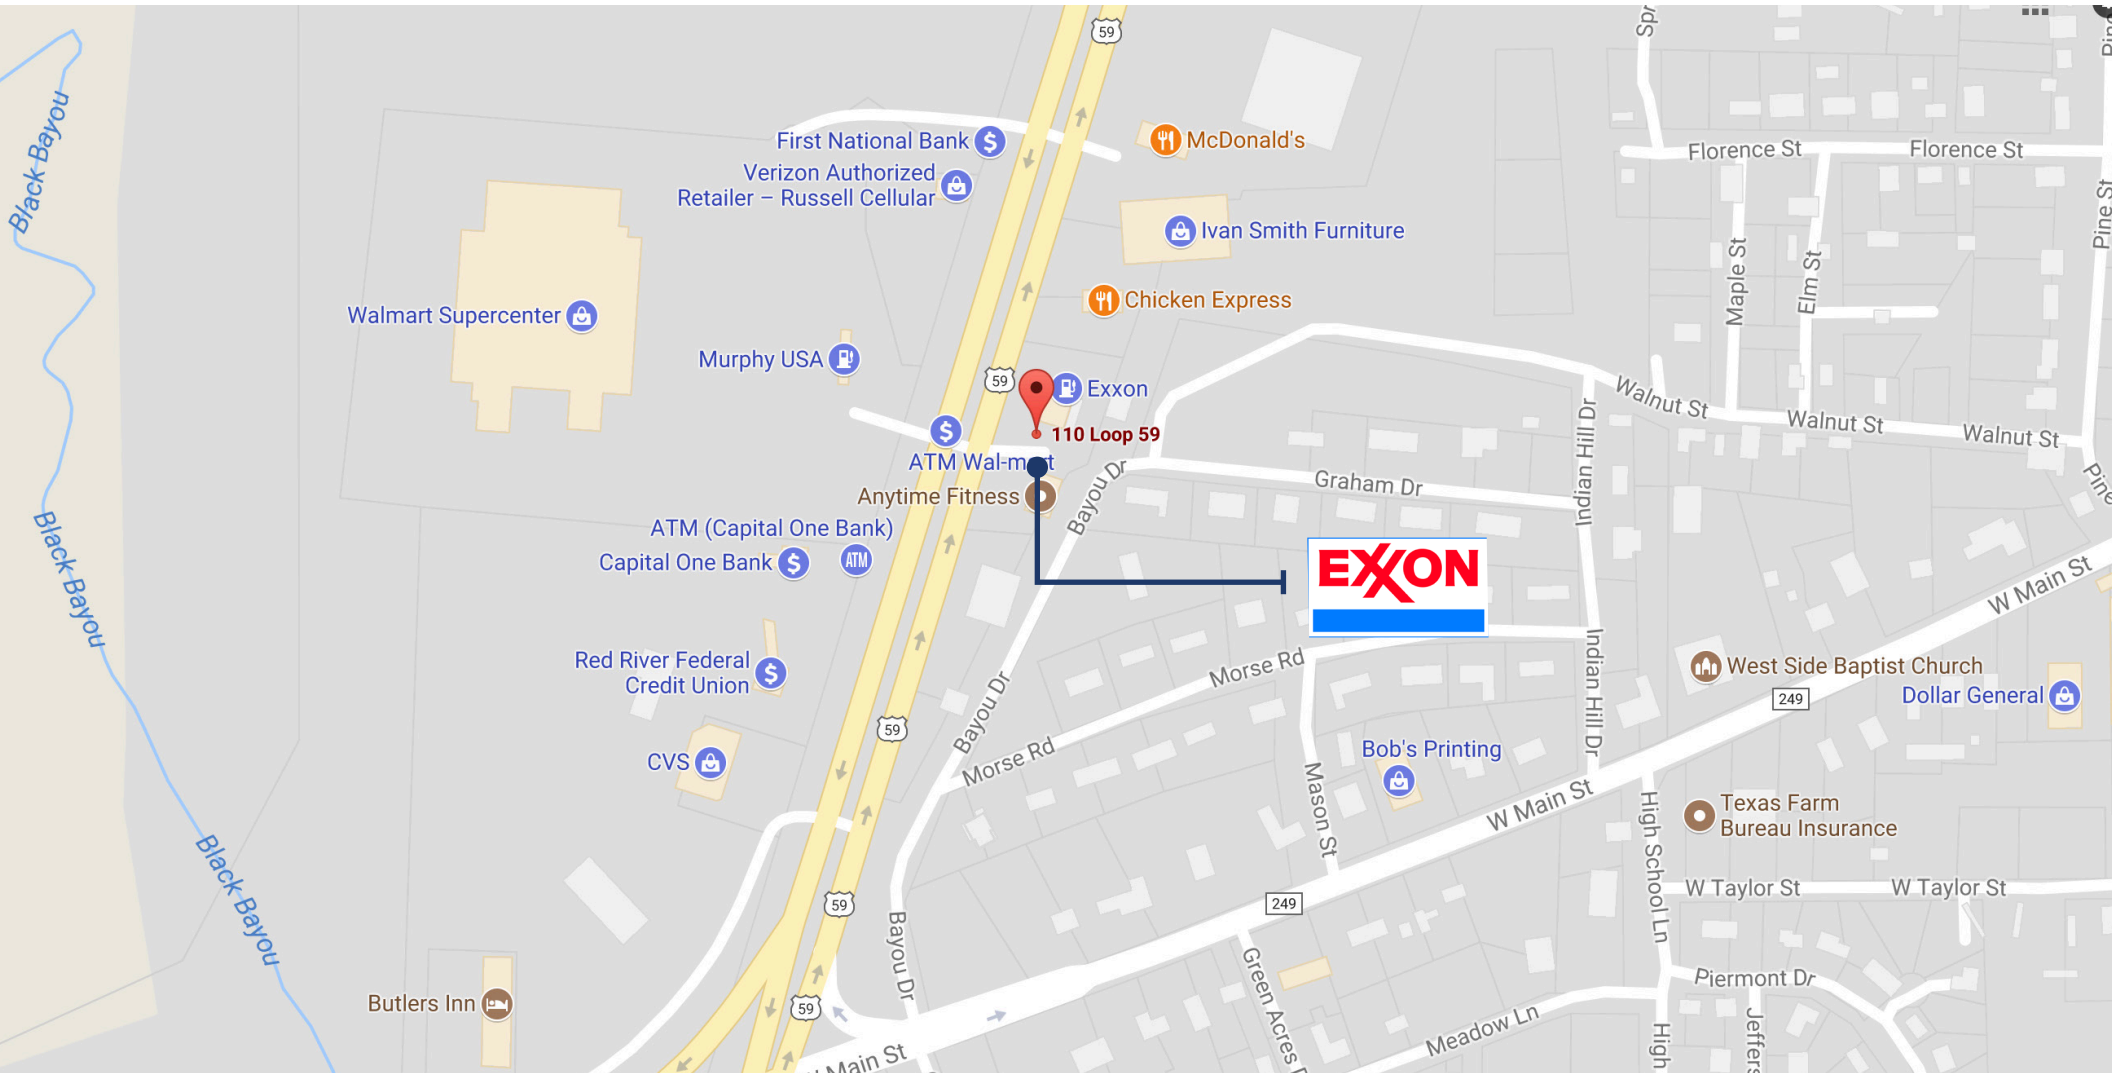 59
Spr
Pine
Black Bayou
First National Bank
McDonald's
Florence St
Florence St
Verizon Authorized
Retailer – Russell Cellular
Ivan Smith Furniture
Pine St
Maple St
Elm St
Chicken Express
Walmart Supercenter
Murphy USA
59
Exxon
Walnut St
Walnut St
Walnut St
110 Loop 59
ATM Wal-mart
Bayou Dr
Graham Dr
Indian Hill Dr
Pine
Anytime Fitness
ATM (Capital One Bank)
Capital One Bank
ATM
Black Bayou
EXXON
W Main St
Red River Federal
Credit Union
Morse Rd
Indian Hill Dr
West Side Baptist Church
249
Dollar General
Bayou Dr
59
Morse Rd
CVS
Bob's Printing
Mason St
W Main St
High School Ln
Texas Farm
Bureau Insurance
Black Bayou
59
249
W Taylor St
W Taylor St
Bayou Dr
Green Acres D
Piermont Dr
Butlers Inn
59
Meadow Ln
High
Jeffers
Main St